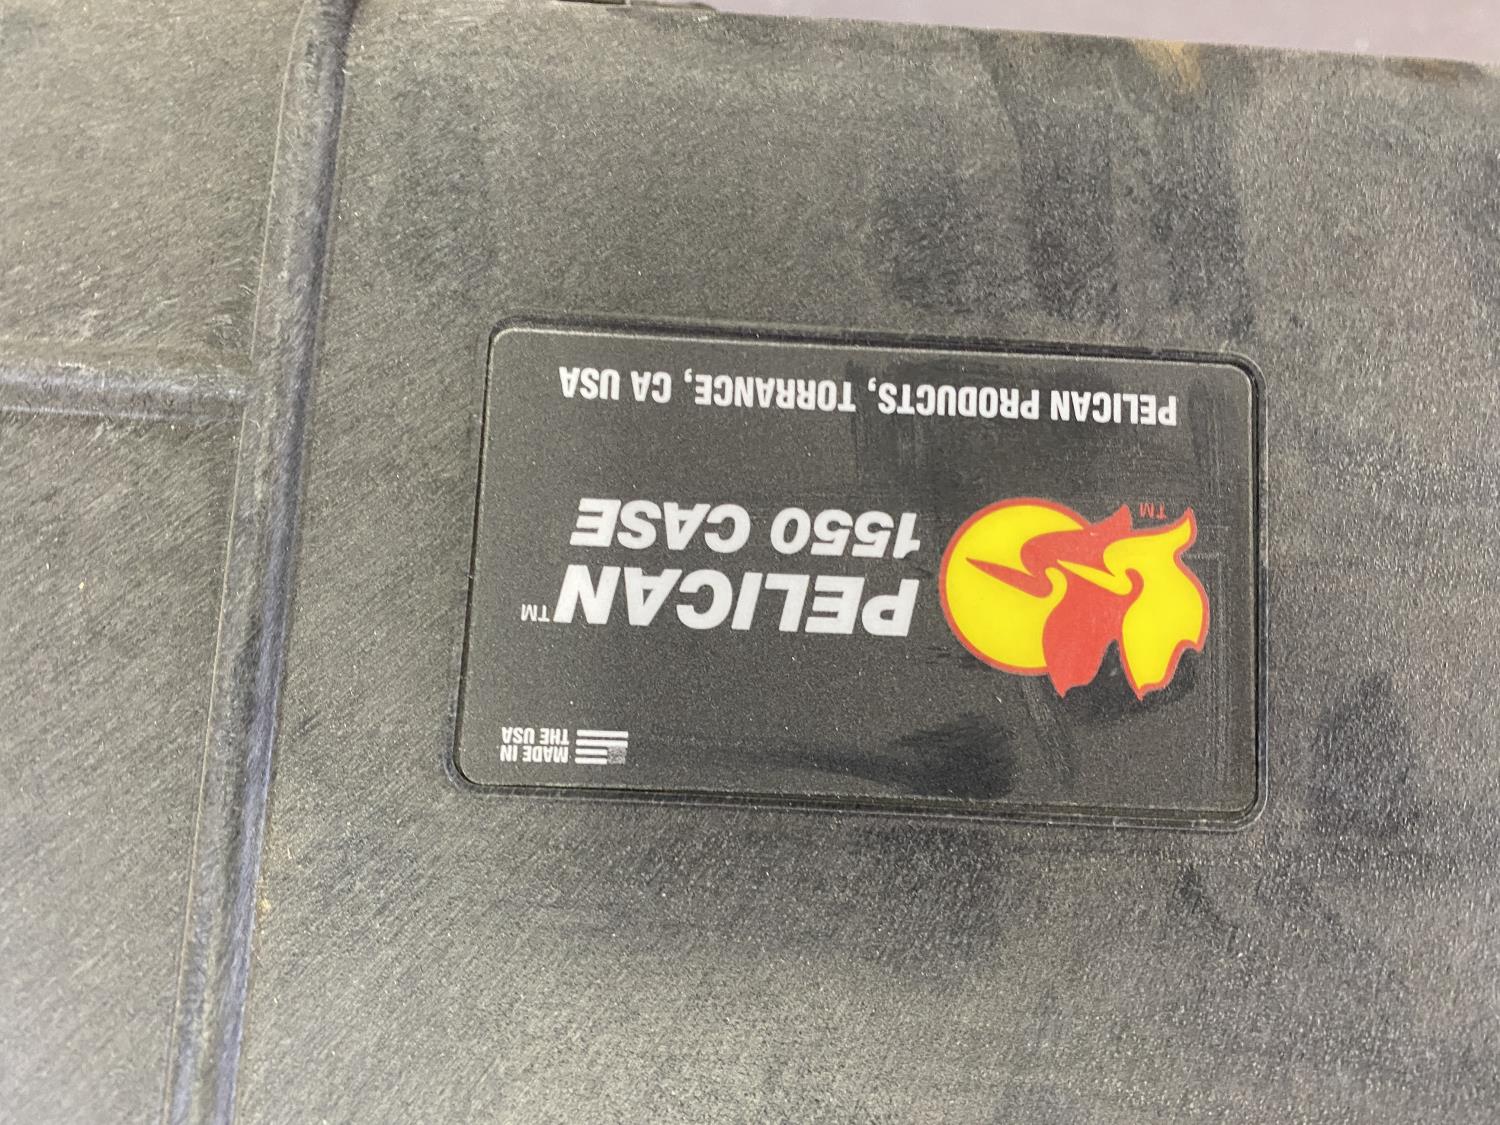 MADE IN
THE USA
PELICAN™
1550 CASE
TM
PELICAN PRODUCTS, TORRANCE, CA USA